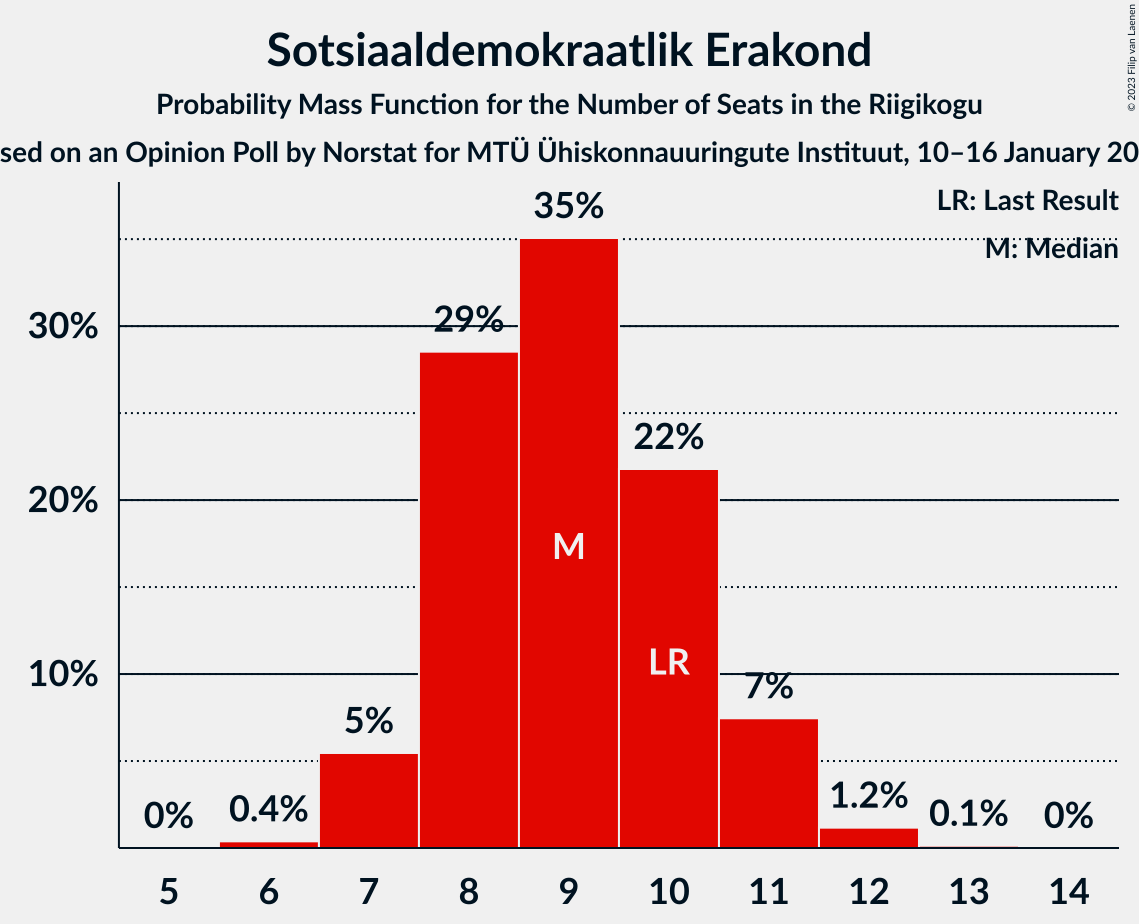 Sotsiaaldemokraatlik Erakond
Probability Mass Function for the Number of Seats in the Riigikogu
sed on an Opinion Poll by Norstat for MTÜ Ühiskonnauuringute Instituut, 10–16 January 20
© 2023 Filip van Laenen
LR: Last Result
M: Median
35%
30%
29%
22%
20%
M
LR
10%
7%
5%
1.2%
0%
0.4%
0.1%
0%
5 6 7 8 9 10 11 12 13 14